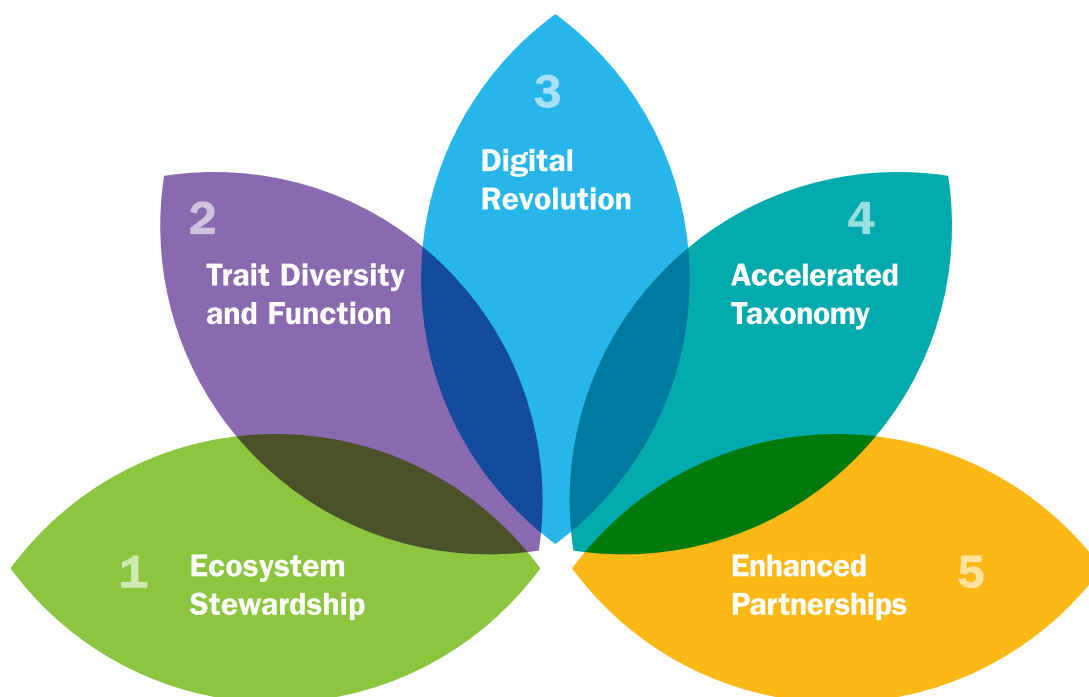 1
Ecosystem
Stewardship
2
Trait Diversity
and Function
3
Digital
Revolution
4
Accelerated
Taxonomy
5
Enhanced
Partnerships